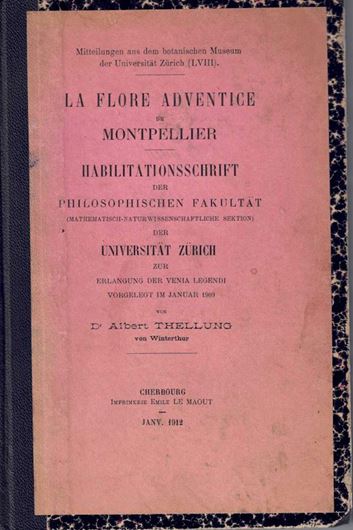 Mitteilungen aus dem botanischen Museum
der Universität Zürich (LVIII).
LA FLORE ADVENTICE
DE
MONTPELLIER
HABILITATIONSSCHRIFT
DER
PHILOSOPHISCHEN FAKULTÄT
(MATHEMATISCH-NATURWISSENSCHAFTLICHE SEKTION)
DER
UNIVERSITÄT ZÜRICH
ZUR
ERLANGUNG DER VENIA LEGENDI
VORGELEGT IM JANUAR 1909
VON
Dr Albert THELLUNG
von Winterthur
CHERBOURG
IMPRIMERIE EMILE LE MAOUT
JANV. 1912